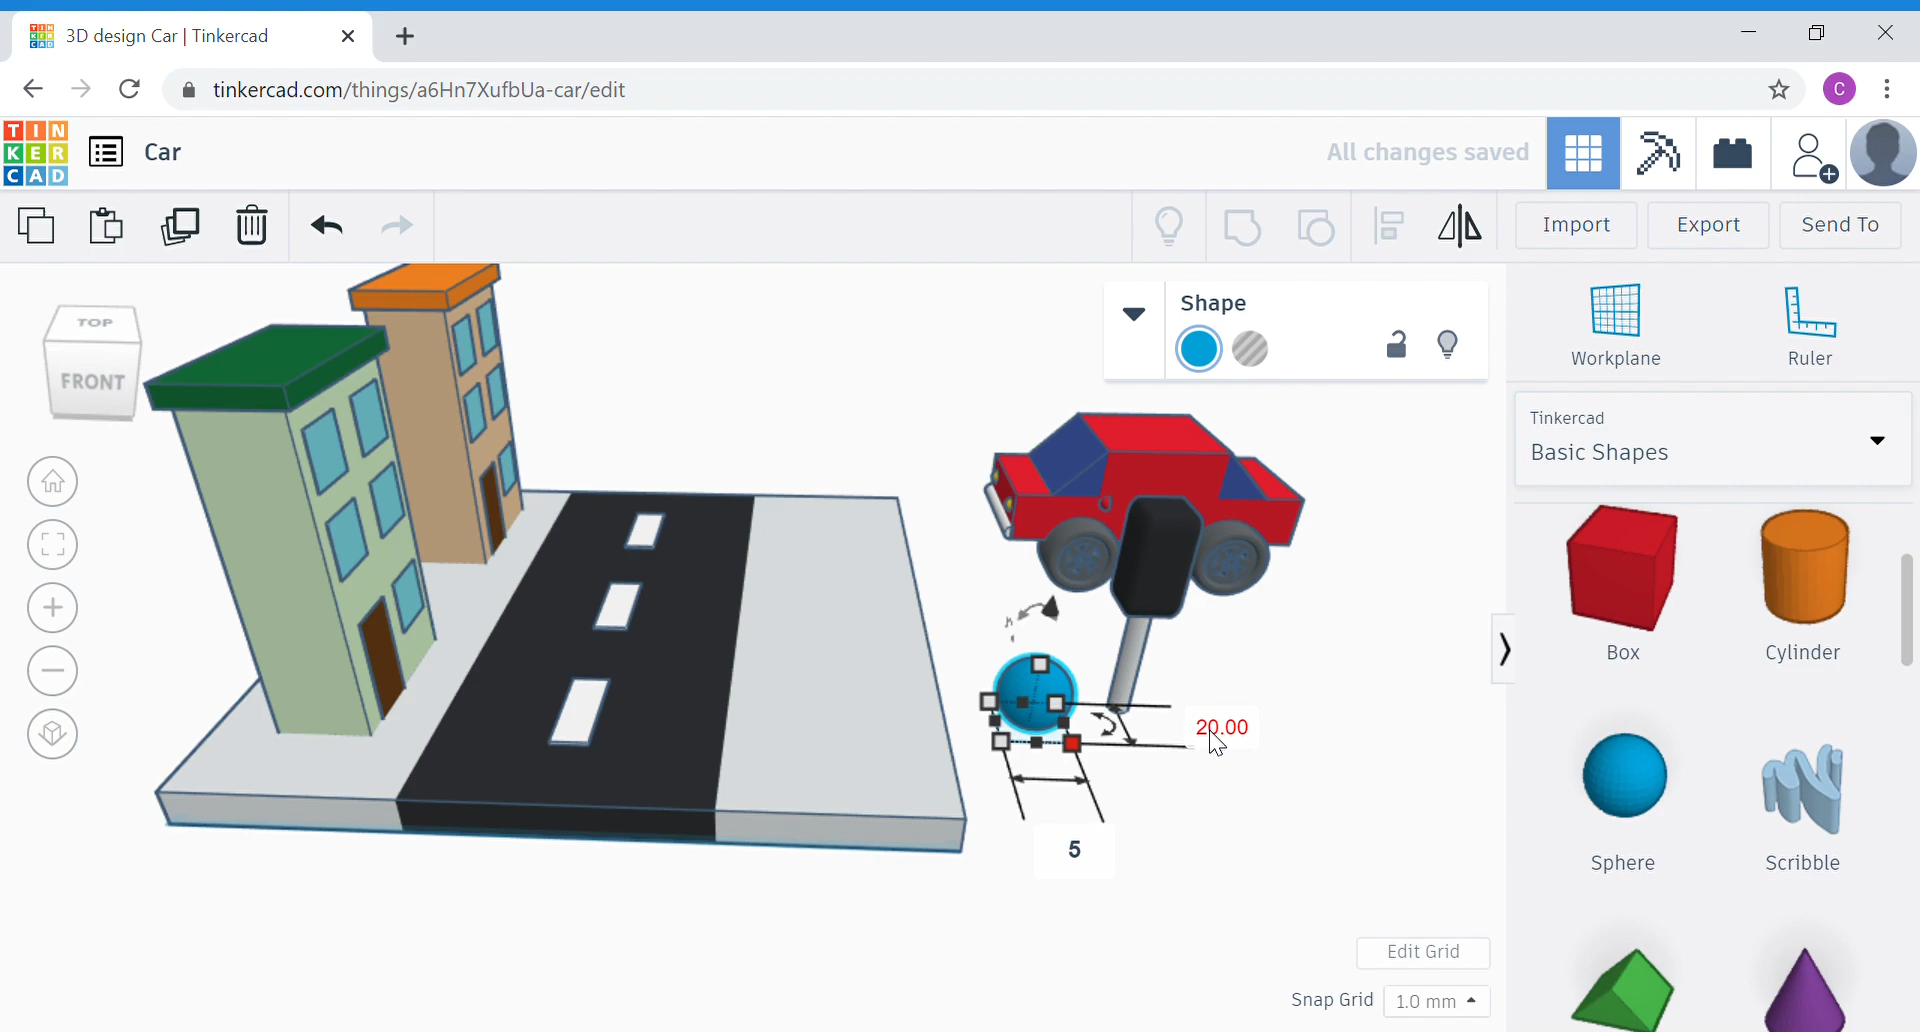 3D design Car | Tinkercad
tinkercad.com/things/a6Hn7XufbUa-car/edit
C
TIN
KER
CAD
Car
All changes saved
Import
Export
Send To
TOP
FRONT
Shape
Workplane
Ruler
Tinkercad
Basic Shapes
Box
Cylinder
20.00
5
Sphere
Scribble
Edit Grid
Snap Grid
1.0 mm